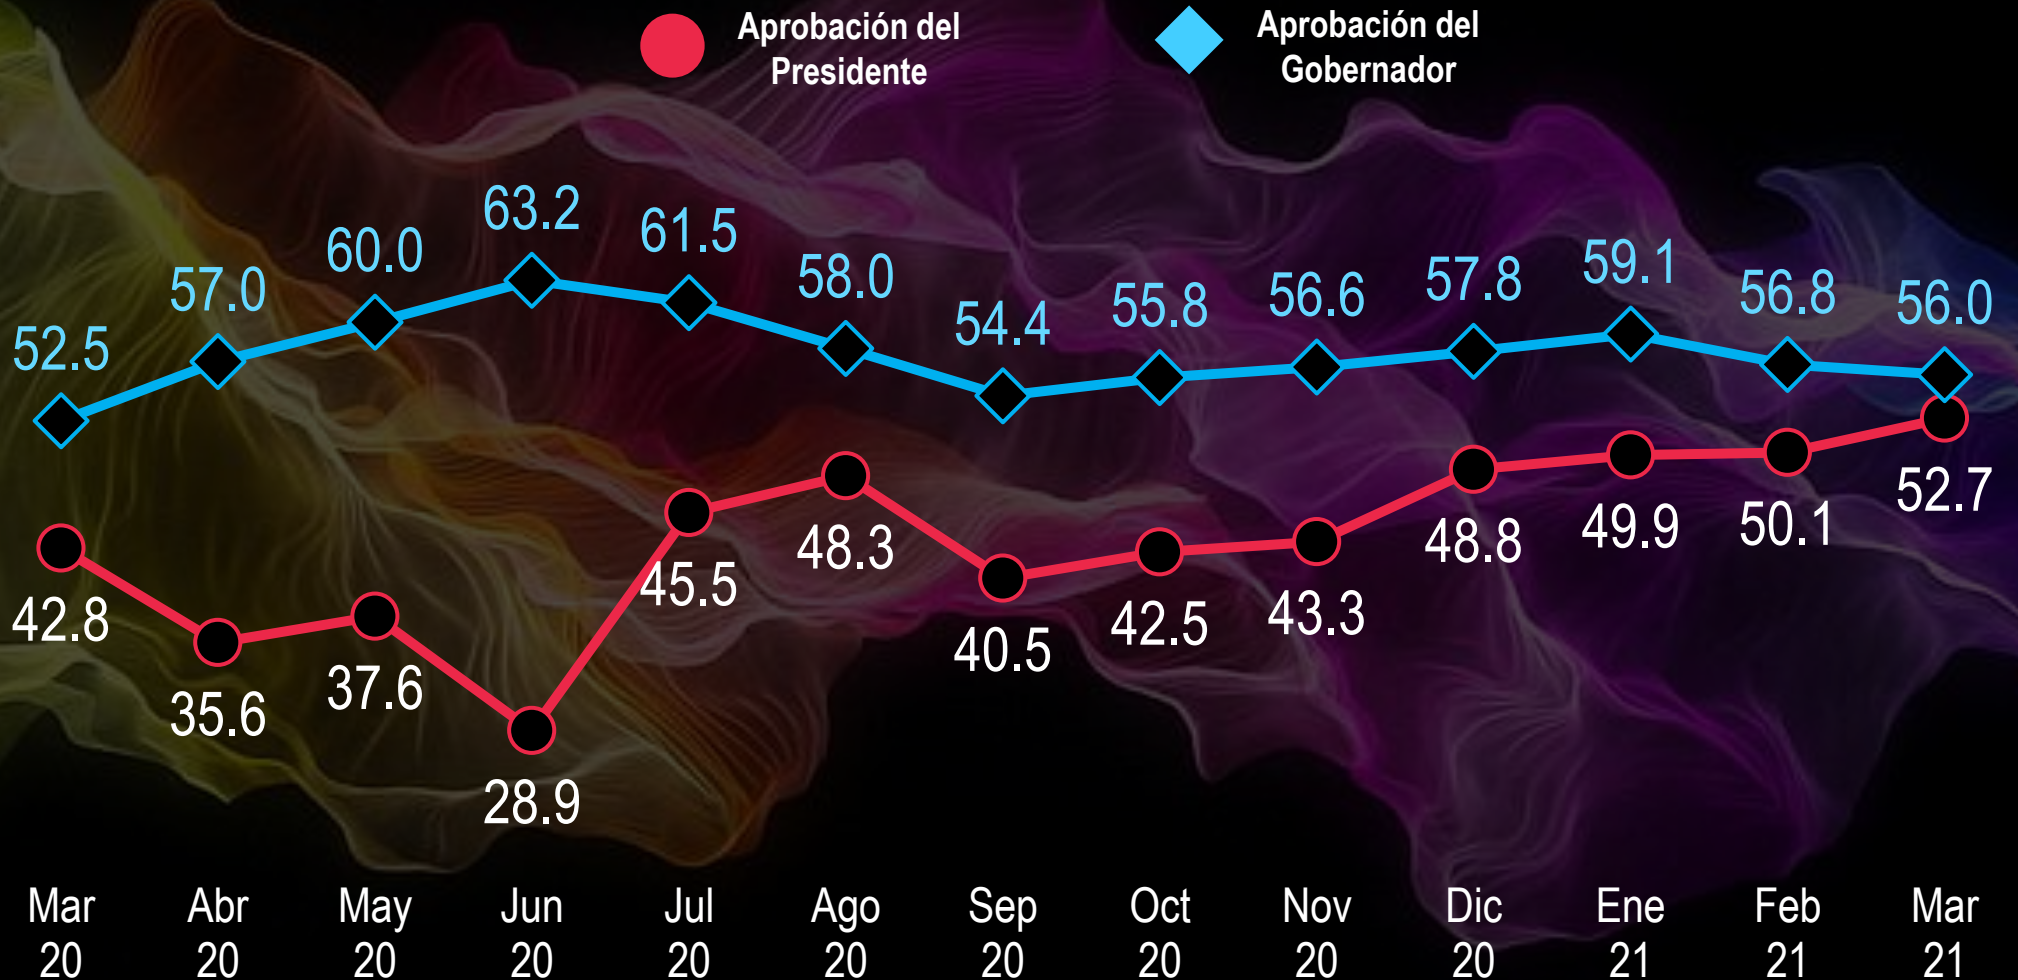 Aprobación del
Presidente
Aprobación del
Gobernador
52.5
57.0
60.0
63.2
61.5
58.0
54.4
55.8
56.6
57.8
59.1
56.8
56.0
42.8
35.6
37.6
28.9
45.5
48.3
40.5
42.5
43.3
48.8
49.9
50.1
52.7
Mar
20
Abr
20
May
20
Jun
20
Jul
20
Ago
20
Sep
20
Oct
20
Nov
20
Dic
20
Ene
21
Feb
21
Mar
21